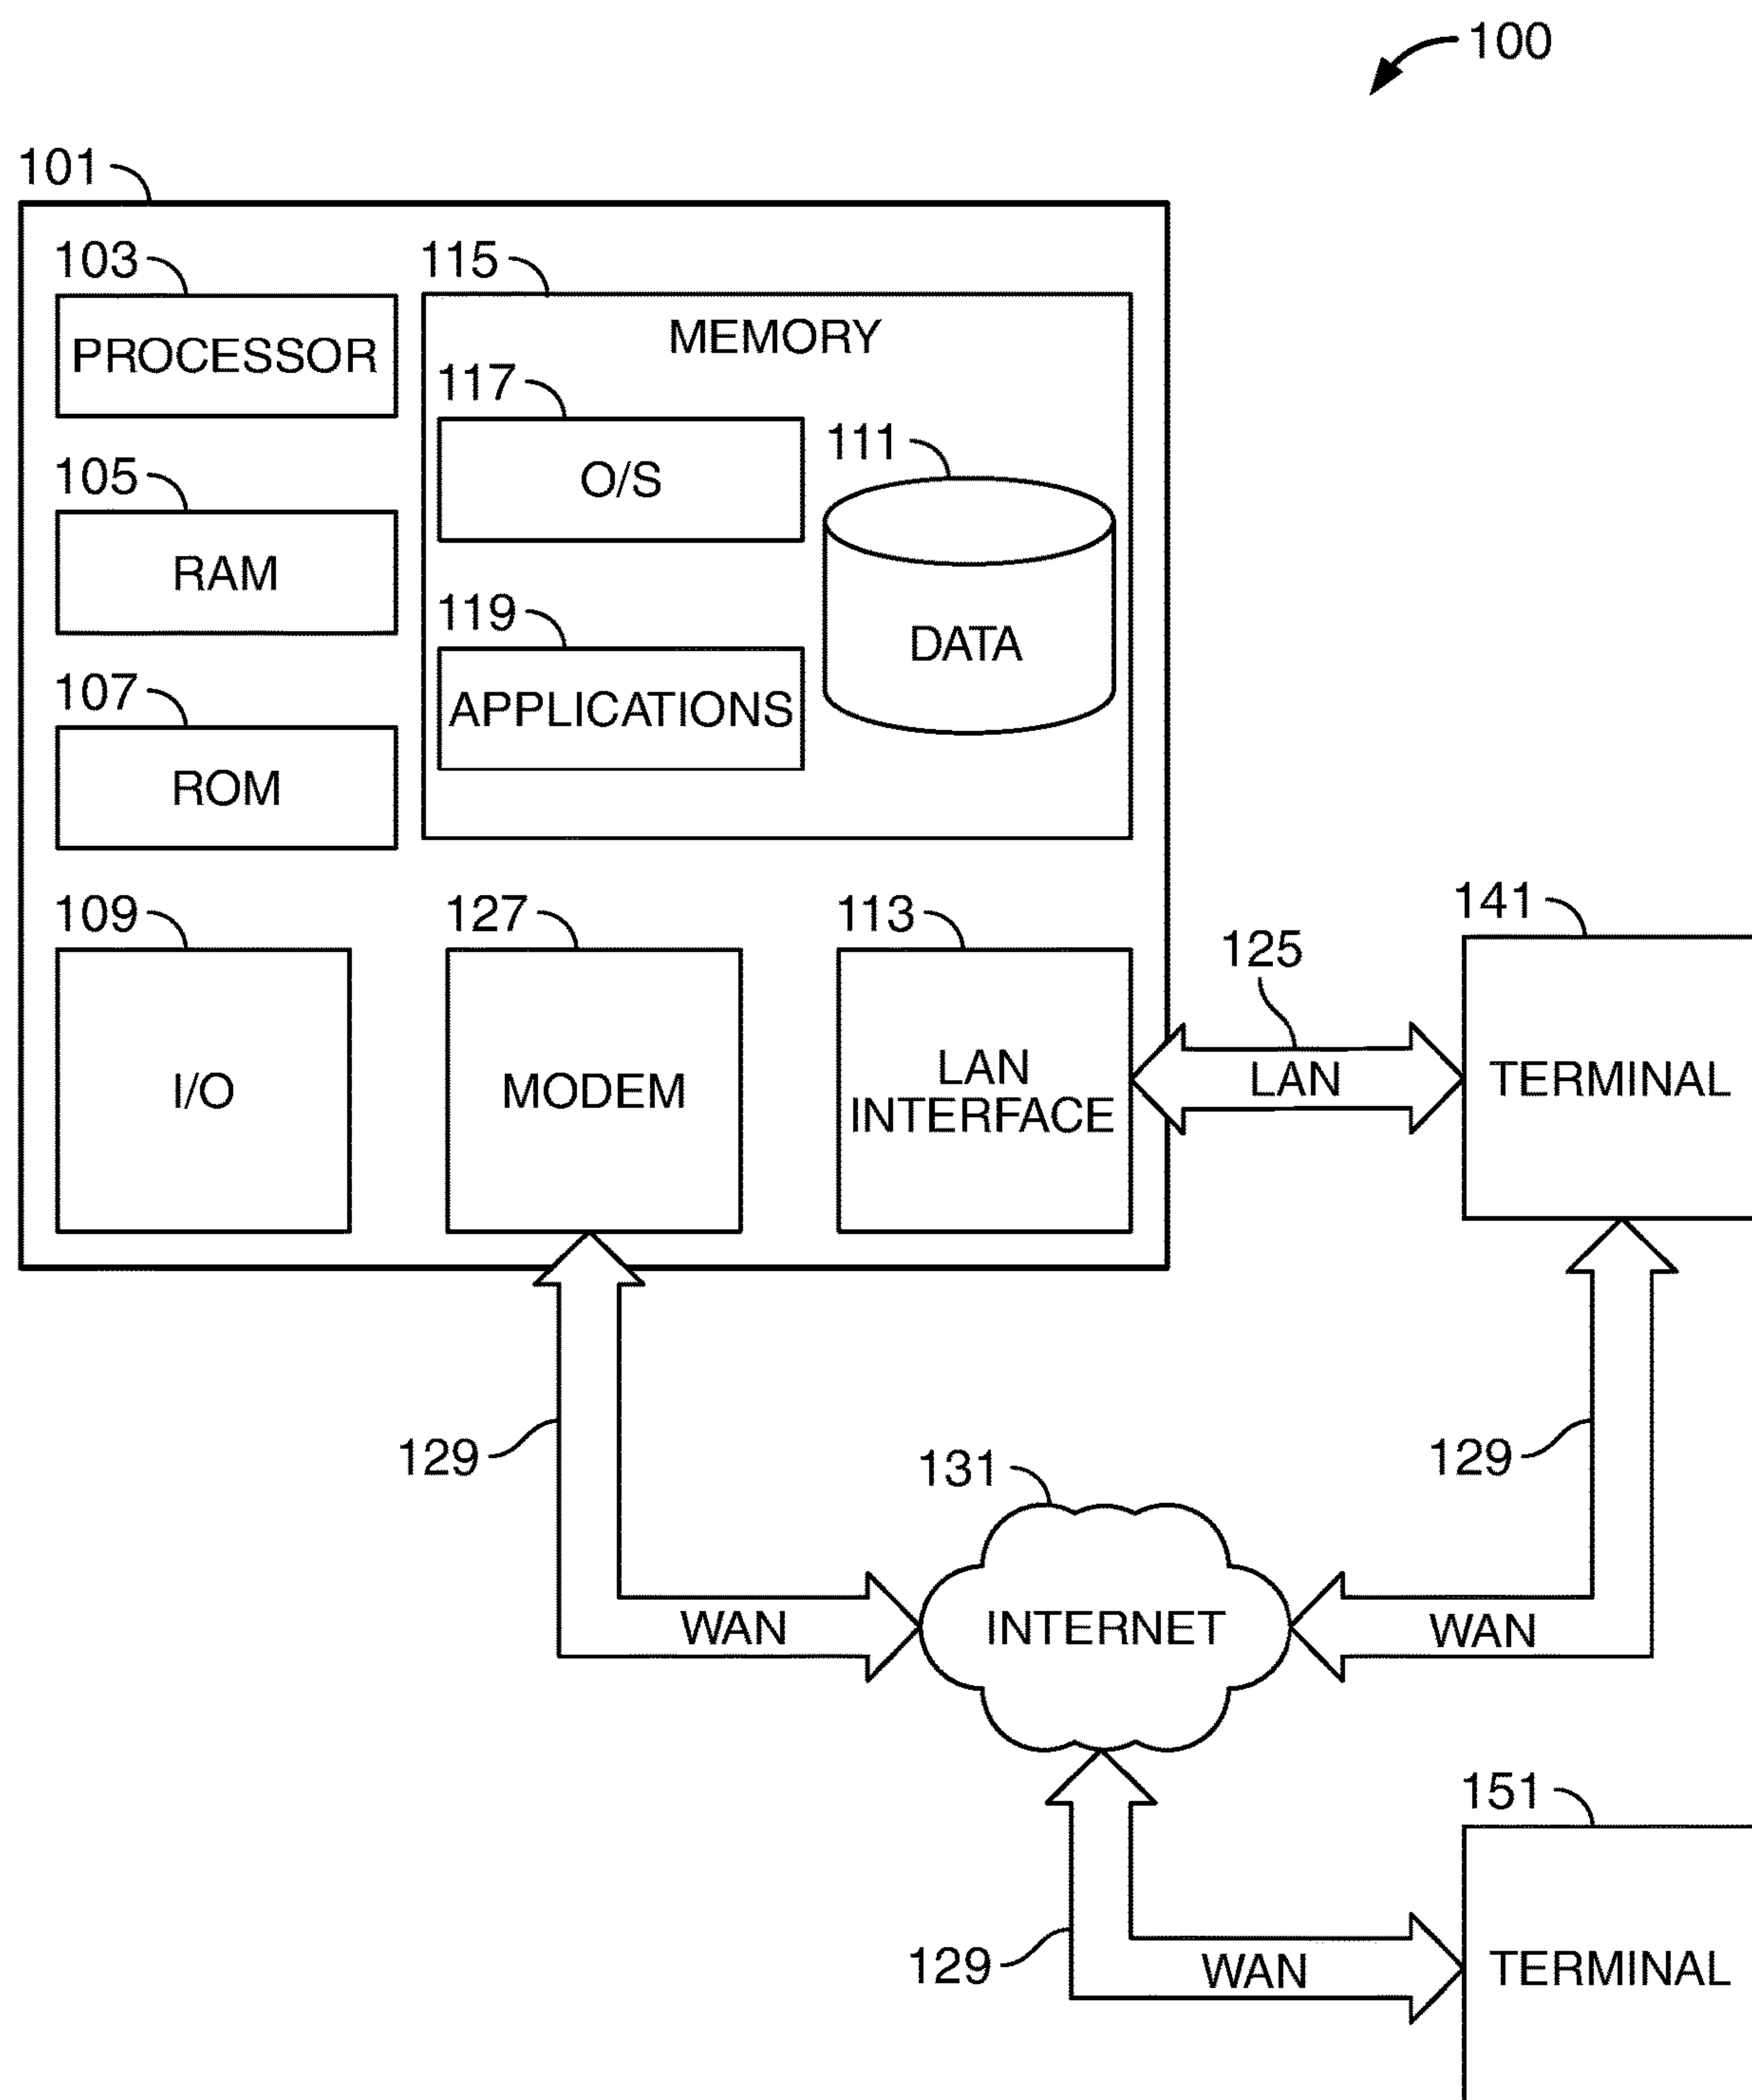 100
101
103
PROCESSOR
115
MEMORY
117
O/S
111
DATA
105
RAM
119
APPLICATIONS
107
ROM
109
I/O
127
MODEM
113
LAN
INTERFACE
125
LAN
141
TERMINAL
129
WAN
131
INTERNET
129
WAN
151
TERMINAL
129
WAN